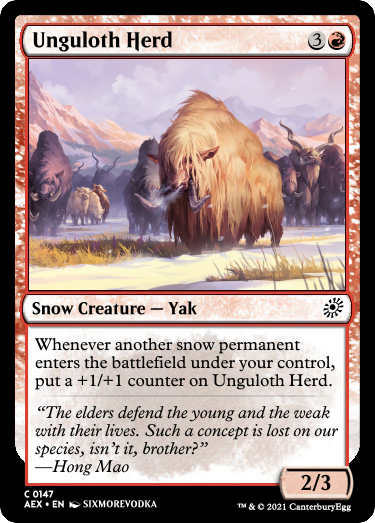 Unguloth Herd 3
Snow Creature — Yak
Whenever another snow permanent
enters the battlefield under your control,
put a +1/+1 counter on Unguloth Herd.
“The elders defend the young and the weak
with their lives. Such a concept is lost on our
species, isn’t it, brother?”
—Hong Mao
2/3
C 0147
AEX • EN SIXMOREVODKA
™ & © 2021 CanterburyEgg